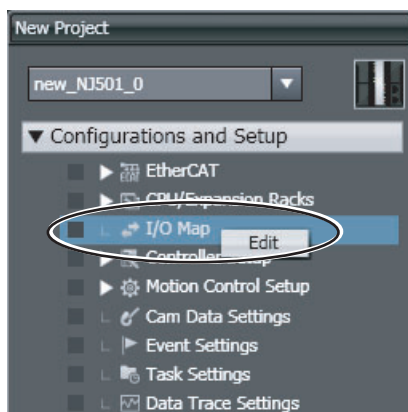 New Project
new_NJ501_0
Configurations and Setup
EtherCAT
CPU/Expansion Racks
I/O Map
Edit
Controller Setup
Motion Control Setup
Cam Data Settings
Event Settings
Task Settings
Data Trace Settings